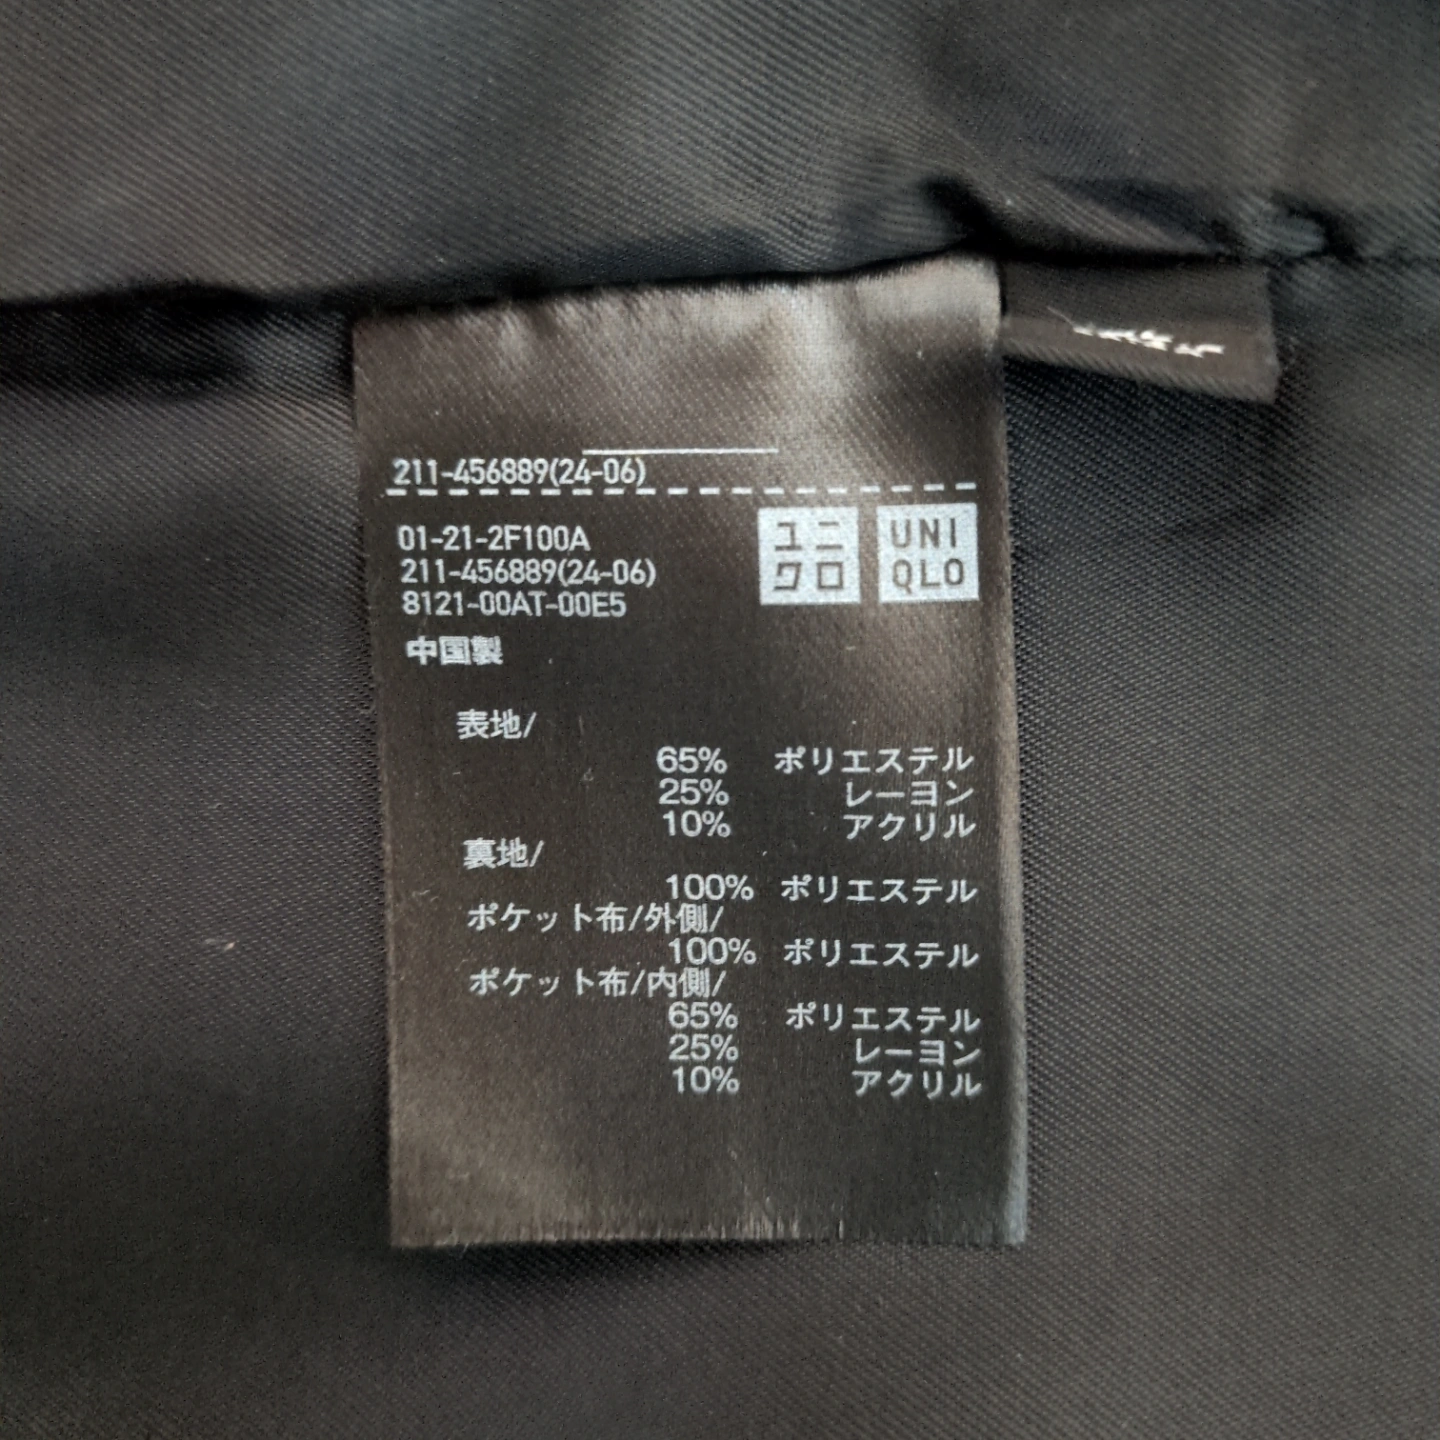 211-456889(24-06)
01-21-2F100A
211-456889(24-06)
8121-00AT-00E5
ユニ
クロ
UNI
QLO
中国製
表地/
65% ポリエステル
25% レーヨン
10% アクリル
裏地/
100% ポリエステル
ポケット布/外側/
100% ポリエステル
ポケット布/内側/
65% ポリエステル
25% レーヨン
10% アクリル